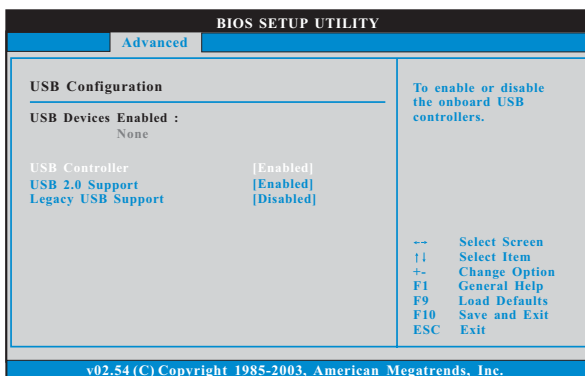 BIOS SETUP UTILITY
Advanced
USB Configuration
USB Devices Enabled :
None
USB Controller [Enabled]
USB 2.0 Support [Enabled]
Legacy USB Support [Disabled]
To enable or disable
the onboard USB
controllers.
←→ Select Screen
↑↓ Select Item
+- Change Option
F1 General Help
F9 Load Defaults
F10 Save and Exit
ESC Exit
v02.54 (C) Copyright 1985-2003, American Megatrends, Inc.